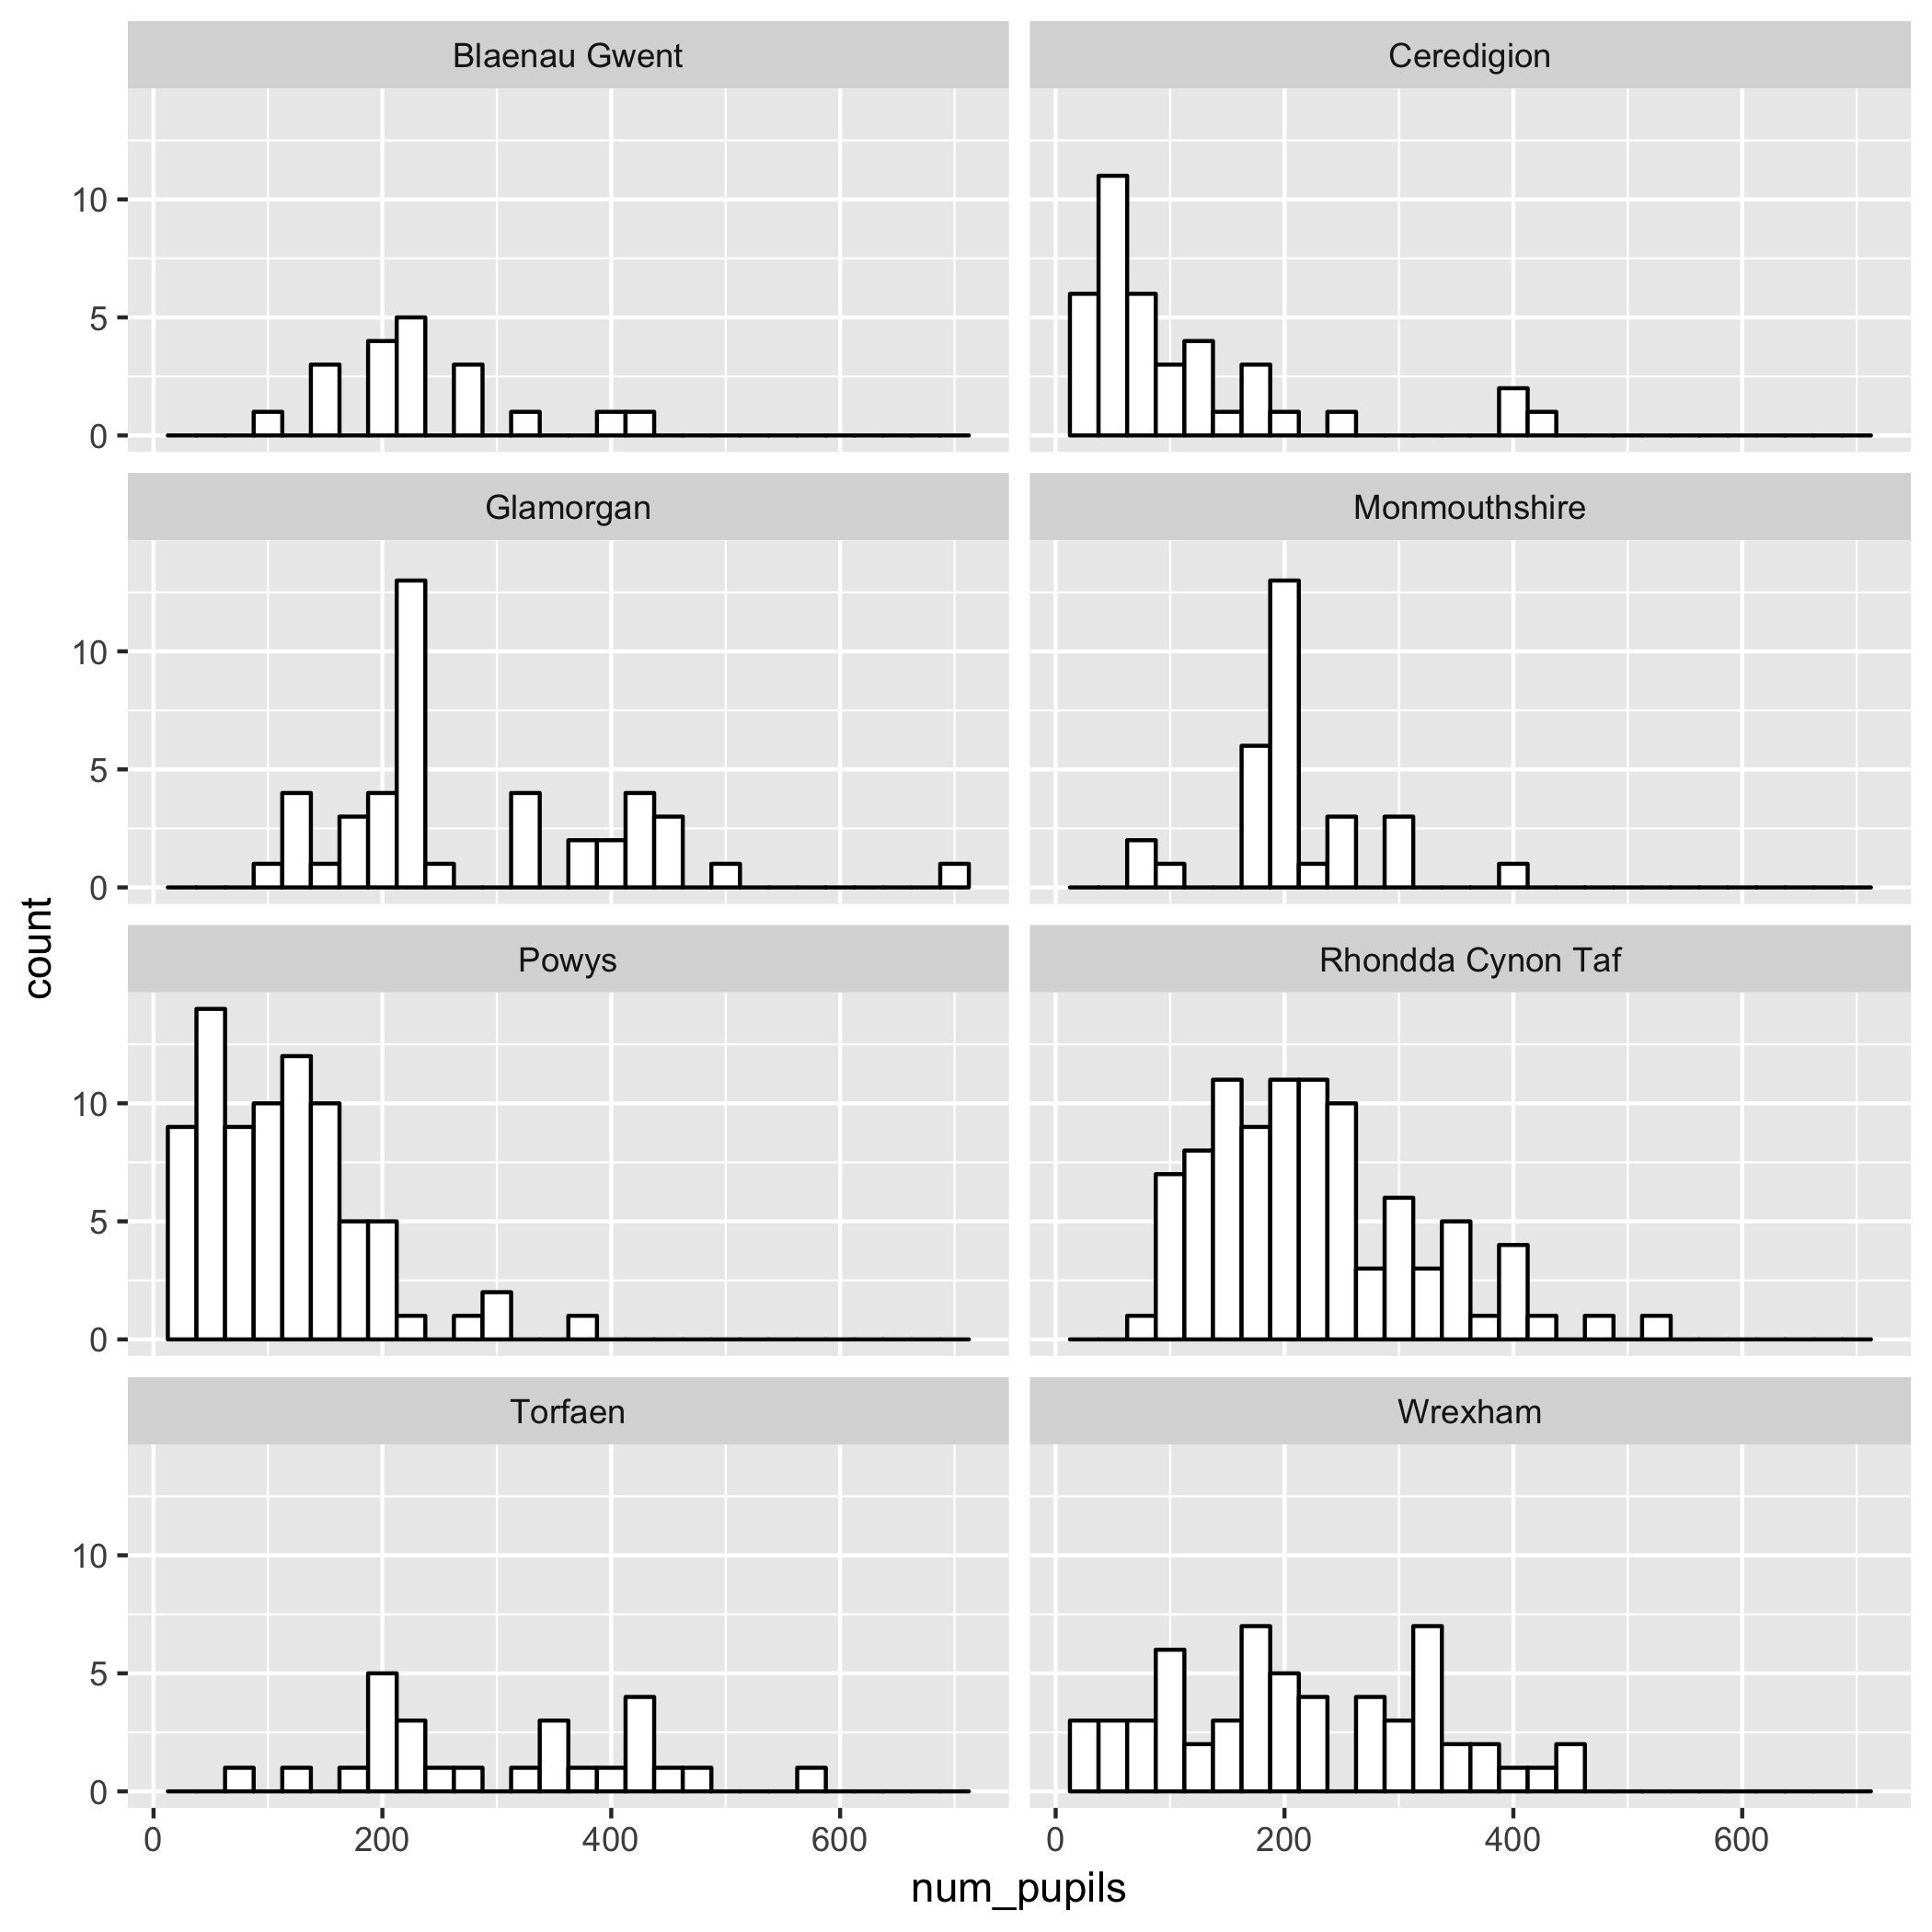 Blaenau Gwent
Ceredigion
10
5
0
Glamorgan
Monmouthshire
10
5
0
Powys
Rhondda Cynon Taf
10
5
0
Torfaen
Wrexham
10
5
0
0 200 400 600
0 200 400 600
count
num_pupils